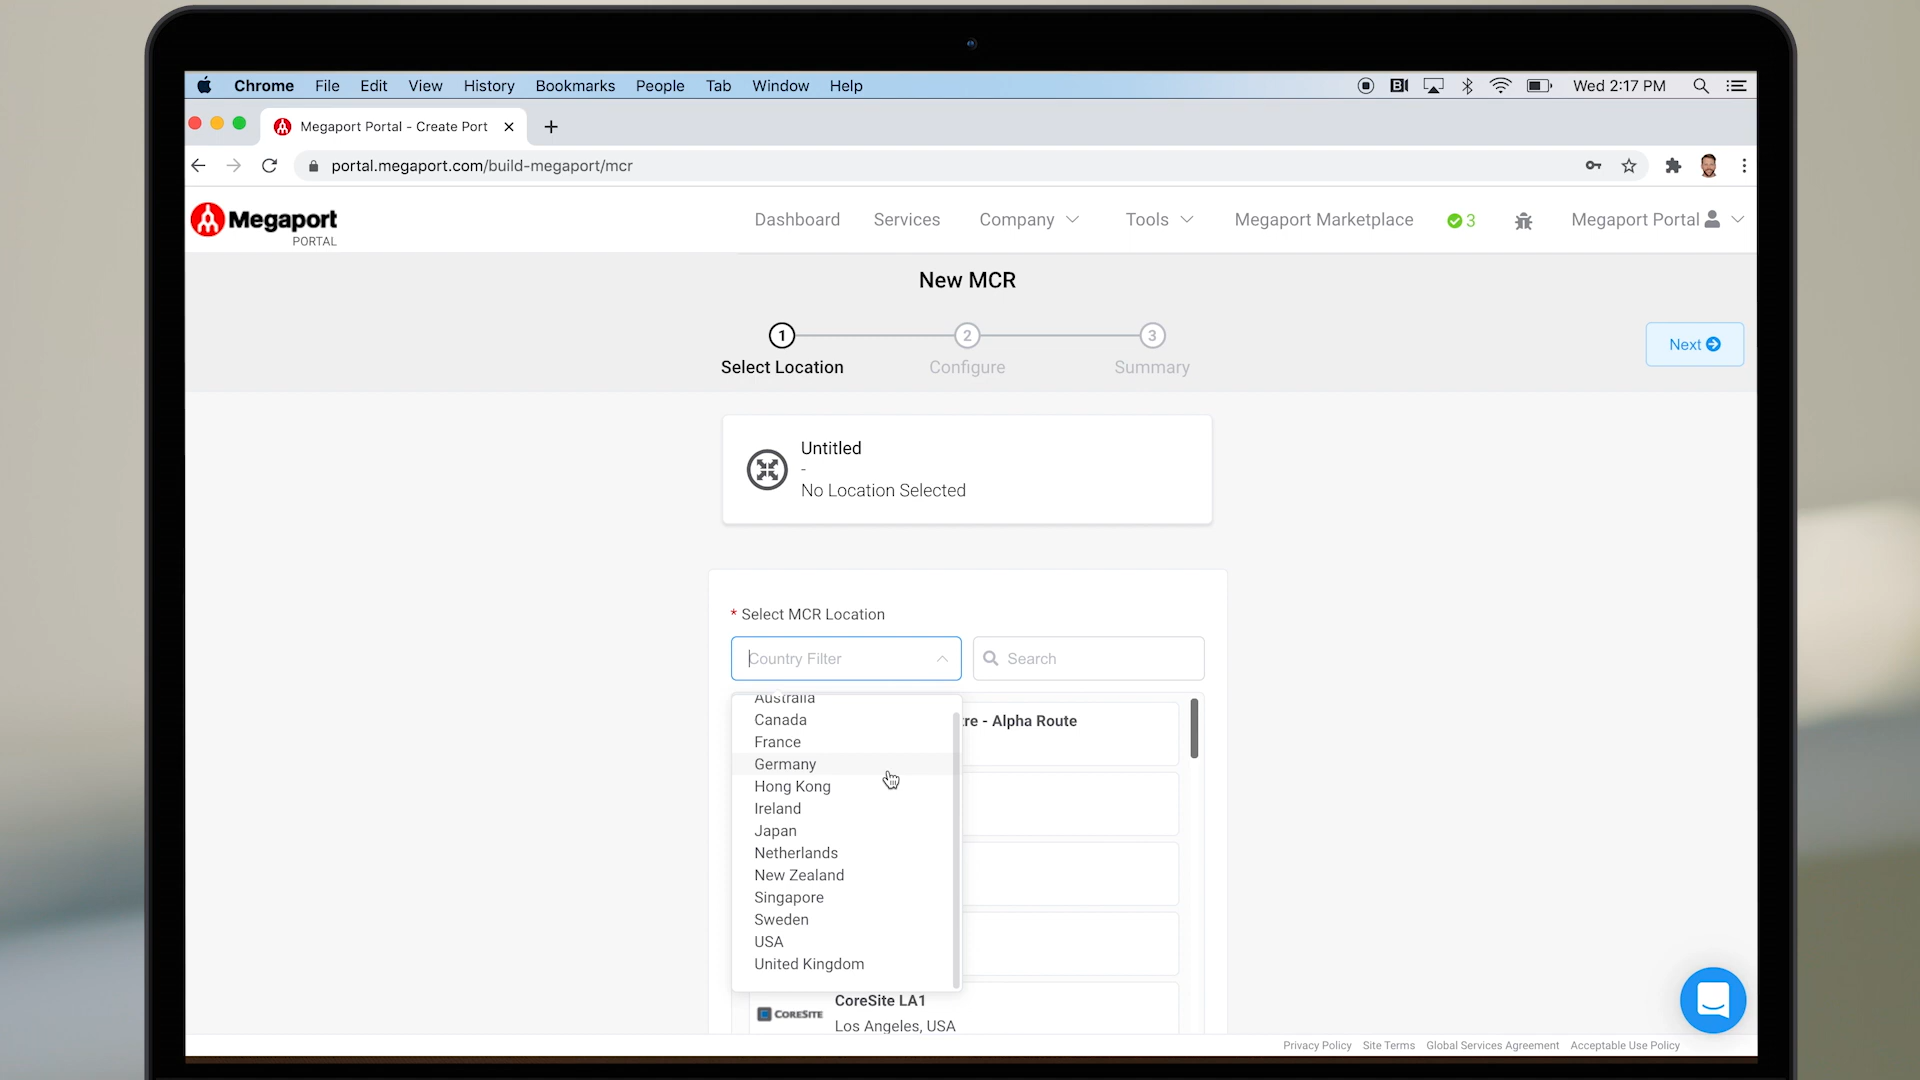 Chrome File Edit View History Bookmarks People Tab Window Help Wed 2:17 PM
Megaport Portal - Create Port
portal.megaport.com/build-megaport/mcr
Megaport
PORTAL
Dashboard Services Company Tools Megaport Marketplace 3 Megaport Portal
New MCR
1 2 3
Select Location Configure Summary
Next
Untitled
-
No Location Selected
* Select MCR Location
Country Filter Search
Australia
Canada
France
Germany
Hong Kong
Ireland
Japan
Netherlands
New Zealand
Singapore
Sweden
USA
United Kingdom
tre - Alpha Route
CoreSite LA1
CORESITE
Los Angeles, USA
Privacy Policy Site Terms Global Services Agreement Acceptable Use Policy